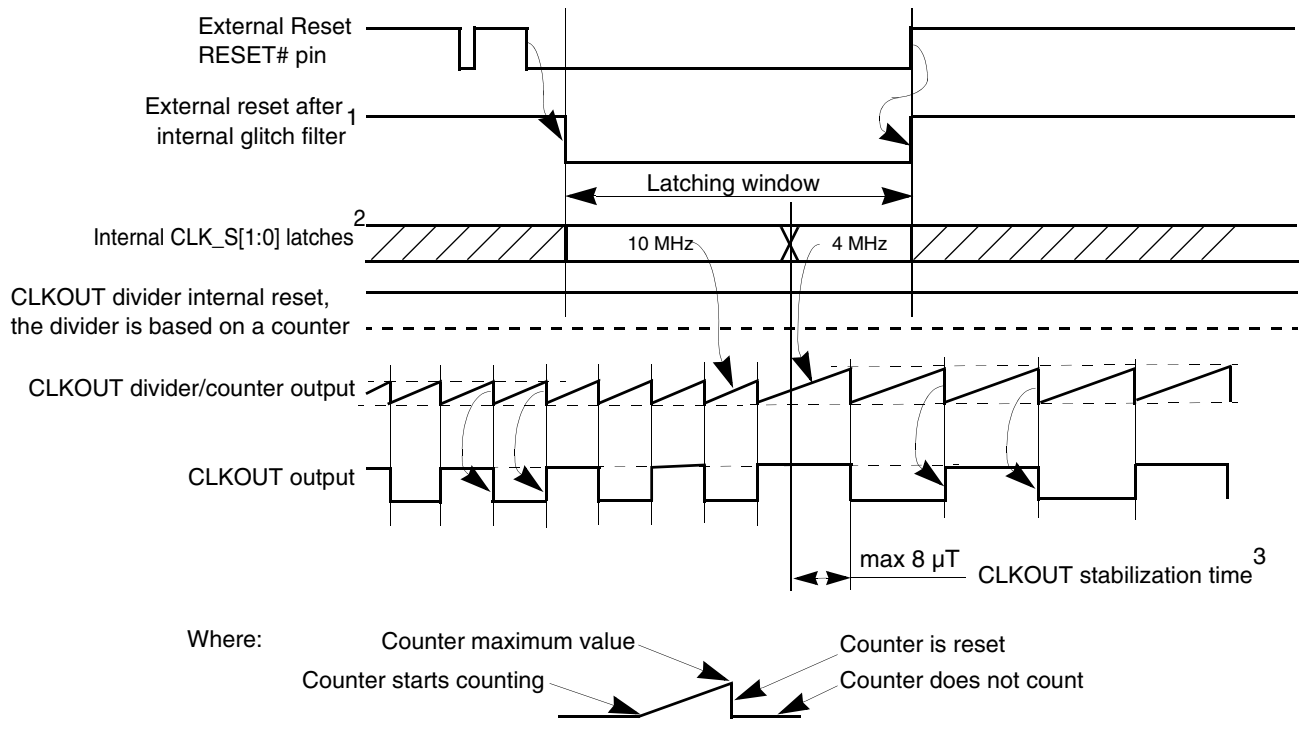 External Reset
RESET# pin
External reset after 1
internal glitch filter
Latching window
Internal CLK_S[1:0] latches 2
10 MHz
4 MHz
CLKOUT divider internal reset,
the divider is based on a counter
CLKOUT divider/counter output
CLKOUT output
max 8 µT
CLKOUT stabilization time 3
Where:
Counter maximum value
Counter is reset
Counter starts counting
Counter does not count